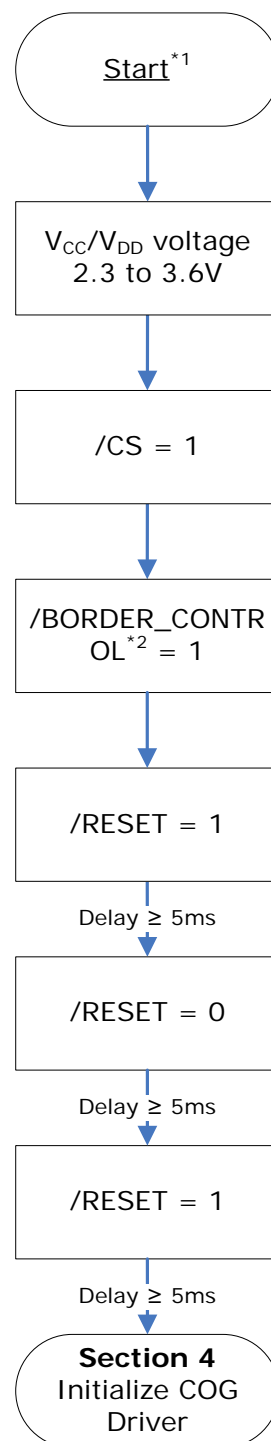 Start*1
VCC/VDD voltage
2.3 to 3.6V
/CS = 1
/BORDER_CONTR
OL*2 = 1
/RESET = 1
Delay ≥ 5ms
/RESET = 0
Delay ≥ 5ms
/RESET = 1
Delay ≥ 5ms
Section 4
Initialize COG
Driver